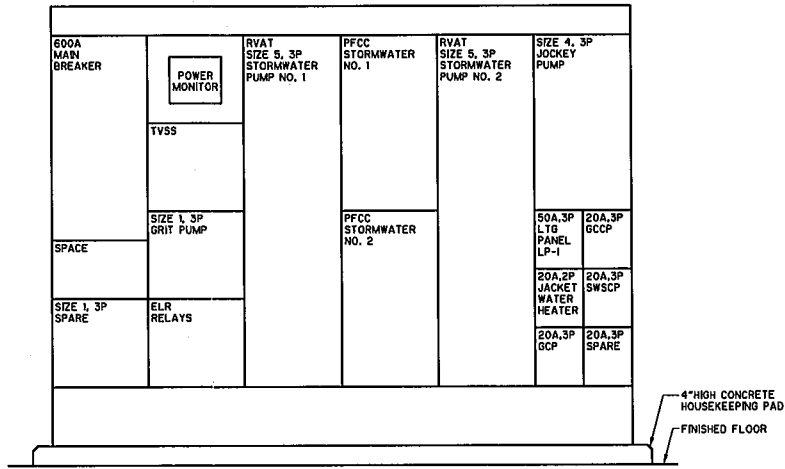 600A
MAIN
BREAKER
SPACE
SIZE 1, 3P
SPARE
POWER
MONITOR
TVSS
SIZE 1, 3P
GRIT PUMP
ELR
RELAYS
RVAT
SIZE 5, 3P
STORMWATER
PUMP NO. 1
PFCC
STORMWATER
NO. 1
PFCC
STORMWATER
NO. 2
RVAT
SIZE 5, 3P
STORMWATER
PUMP NO. 2
SIZE 4, 3P
JOCKEY
PUMP
50A,3P
LTG
PANEL
LP-1
20A,3P
GCCP
20A,2P
JACKET
WATER
HEATER
20A,3P
SWSCP
20A,3P
GCP
20A,3P
SPARE
4"HIGH CONCRETE
HOUSEKEEPING PAD
FINISHED FLOOR